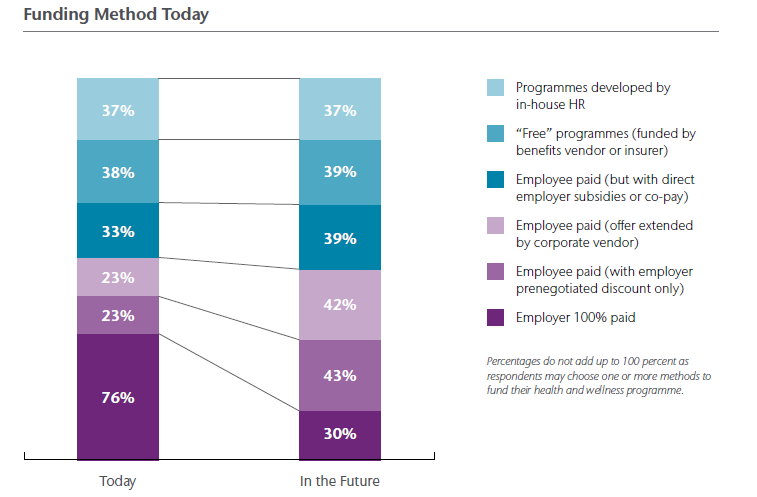 Funding Method Today
37%
38%
33%
23%
23%
76%
Today
37%
39%
39%
42%
43%
30%
In the Future
Programmes developed by
in-house HR
“Free” programmes (funded by
benefits vendor or insurer)
Employee paid (but with direct
employer subsidies or co-pay)
Employee paid (offer extended
by corporate vendor)
Employee paid (with employer
prenegotiated discount only)
Employer 100% paid
Percentages do not add up to 100 percent as
respondents may choose one or more methods to
fund their health and wellness programme.